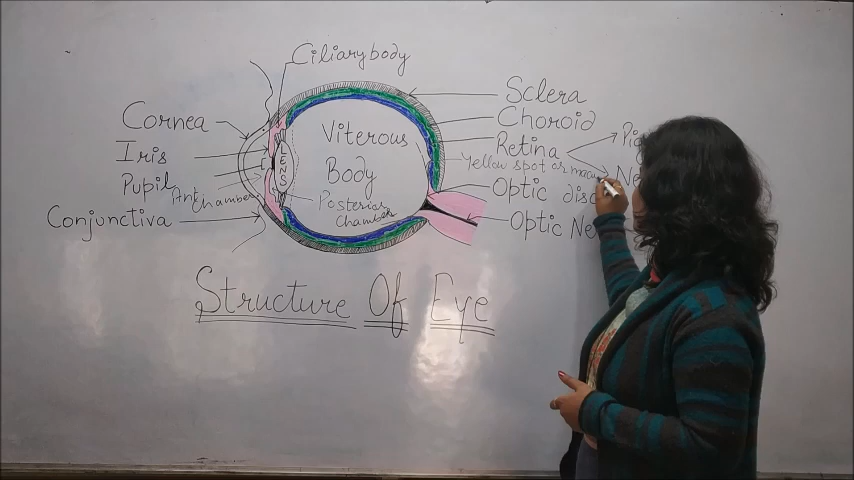 Ciliary body
Sclera
Cornea
Choroid
Viterous
Retina
Iris
LENS
Yellow spot or
Pupil
Body
Ant
Chamber
Optic disc
Posterior
Chamber
Conjunctiva
Optic
Structure Of Eye